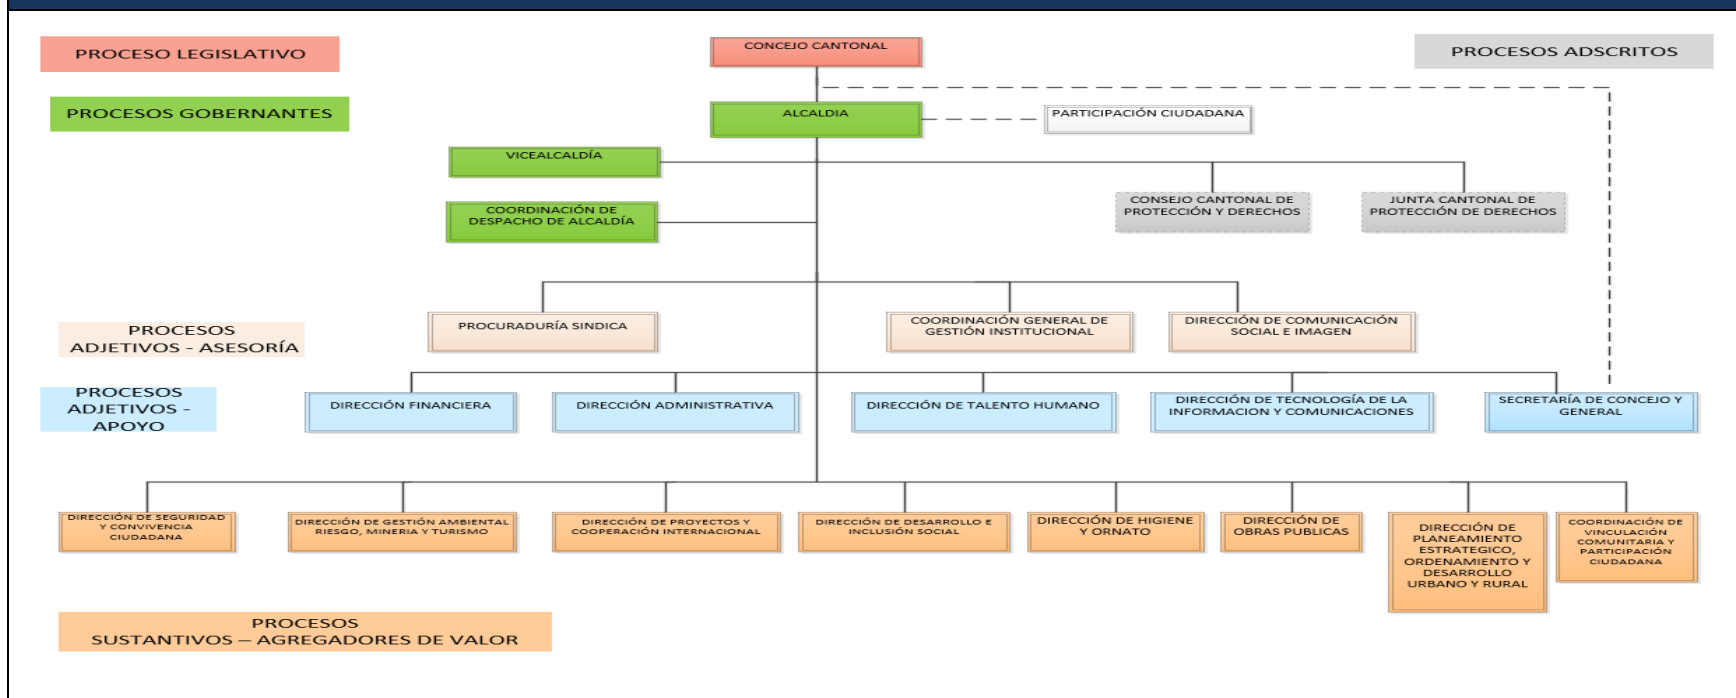 PROCESO LEGISLATIVO
CONCEJO CANTONAL
PROCESOS ADSCRITOS
PROCESOS GOBERNANTES
ALCALDIA
PARTICIPACIÓN CIUDADANA
VICEALCALDÍA
COORDINACIÓN DE
DESPACHO DE ALCALDÍA
CONSEJO CANTONAL DE
PROTECCIÓN Y DERECHOS
JUNTA CANTONAL DE
PROTECCIÓN DE DERECHOS
PROCESOS
ADJETIVOS - ASESORÍA
PROCURADURÍA SINDICA
COORDINACIÓN GENERAL DE
GESTIÓN INSTITUCIONAL
DIRECCIÓN DE COMUNICACIÓN
SOCIAL E IMAGEN
PROCESOS
ADJETIVOS -
APOYO
DIRECCIÓN FINANCIERA
DIRECCIÓN ADMINISTRATIVA
DIRECCIÓN DE TALENTO HUMANO
DIRECCIÓN DE TECNOLOGÍA DE LA
INFORMACION Y COMUNICACIONES
SECRETARÍA DE CONCEJO Y
GENERAL
DIRECCIÓN DE SEGURIDAD
Y CONVIVENCIA
CIUDADANA
DIRECCIÓN DE GESTIÓN AMBIENTAL
RIESGO, MINERIA Y TURISMO
DIRECCIÓN DE PROYECTOS Y
COOPERACIÓN INTERNACIONAL
DIRECCIÓN DE DESARROLLO E
INCLUSIÓN SOCIAL
DIRECCIÓN DE HIGIENE
Y ORNATO
DIRECCIÓN DE
OBRAS PUBLICAS
DIRECCIÓN DE
PLANEAMIENTO
ESTRATEGICO,
ORDENAMIENTO Y
DESARROLLO
URBANO Y RURAL
COORDINACIÓN DE
VINCULACIÓN
COMUNITARIA Y
PARTICIPACIÓN
CIUDADANA
PROCESOS
SUSTANTIVOS – AGREGADORES DE VALOR